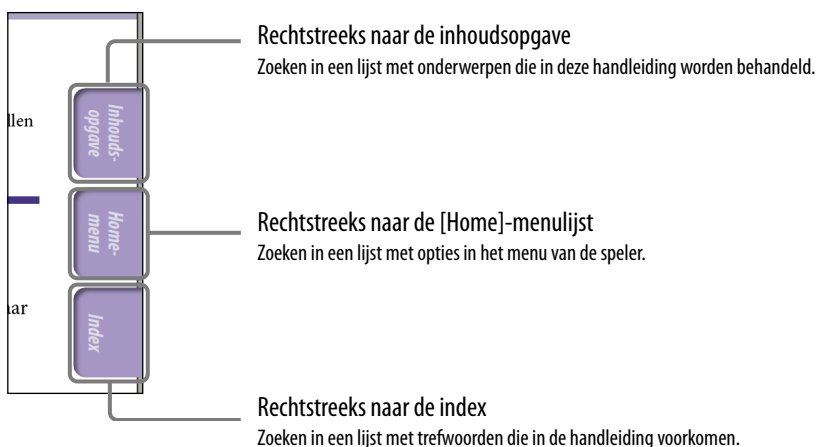 Rechtstreeks naar de inhoudsopgave
Zoeken in een lijst met onderwerpen die in deze handleiding worden behandeld.
llen
Inhouds-
opgave
Rechtstreeks naar de [Home]-menulijst
Zoeken in een lijst met opties in het menu van de speler.
Home-
menu
Index
Rechtstreeks naar de index
Zoeken in een lijst met trefwoorden die in de handleiding voorkomen.